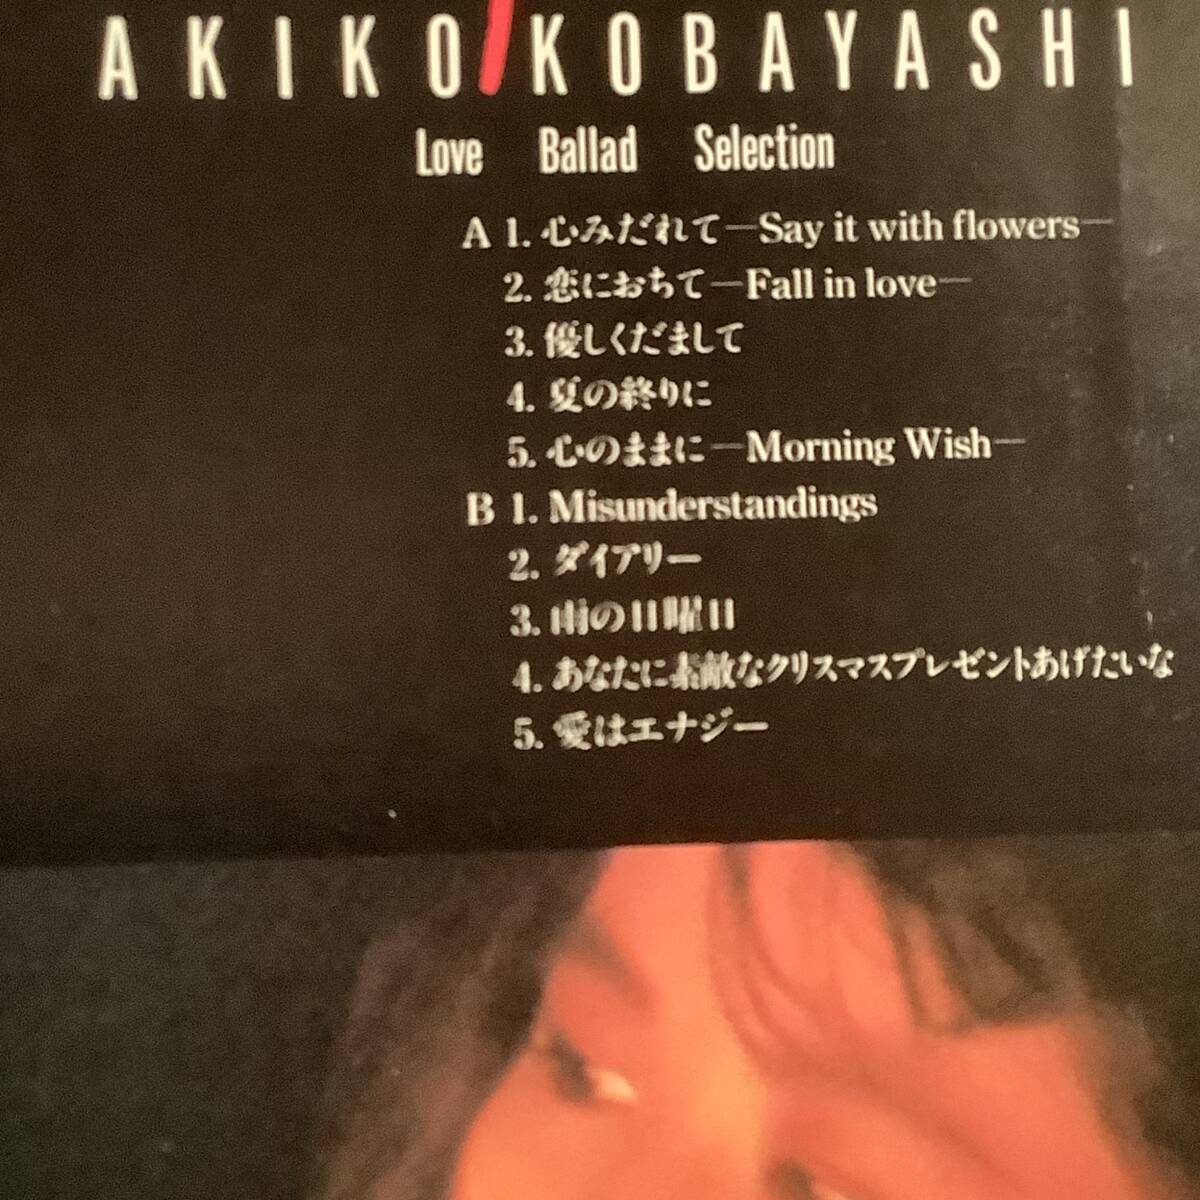 AKIKO/KOBAYASHI
Love Ballad Selection
A 1. 心みだれて—Say it with flowers—
2. 恋におちて—Fall in love—
3. 優しくだまして
4. 夏の終りに
5. 心のままに—Morning Wish—
B 1. Misunderstandings
2. ダイアリー
3. 雨の日曜日
4. あなたに素敵なクリスマスプレゼントあげたいな
5. 愛はエナジー